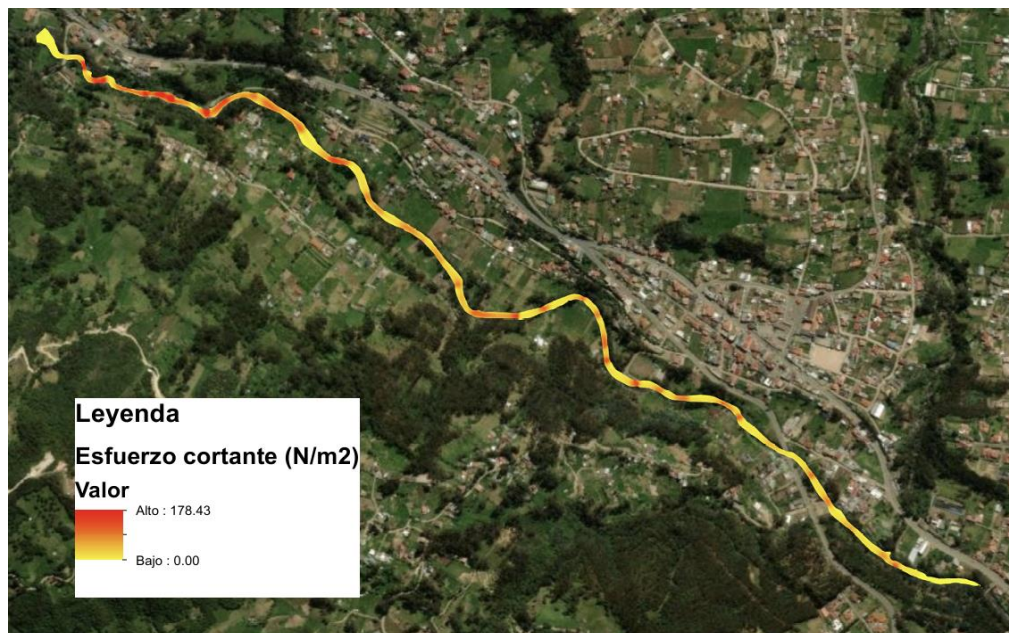 Leyenda
Esfuerzo cortante (N/m2)
Valor
Alto : 178.43
Bajo : 0.00